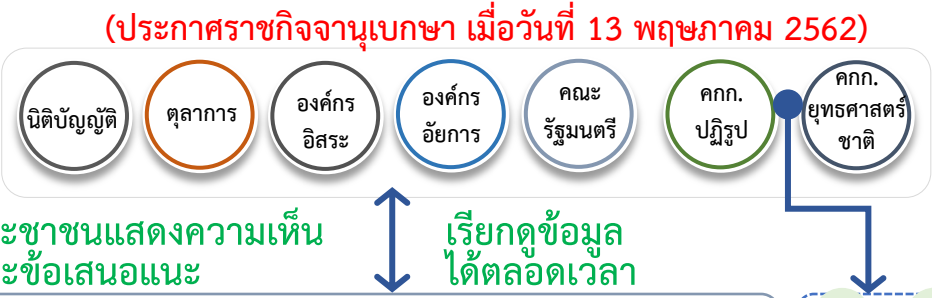 (ประกาศราชกิจจานุเบกษา เมื่อวันที่ 13 พฤษภาคม 2562)
นิติบัญญัติ
ตุลาการ
องค์กร
อิสระ
องค์กร
อัยการ
คณะ
รัฐมนตรี
คกก.
ปฏิรูป
คกก.
ยุทธศาสตร์
ชาติ
ะชาชนแสดงความเห็น
ะข้อเสนอแนะ
เรียกดูข้อมูล
ได้ตลอดเวลา